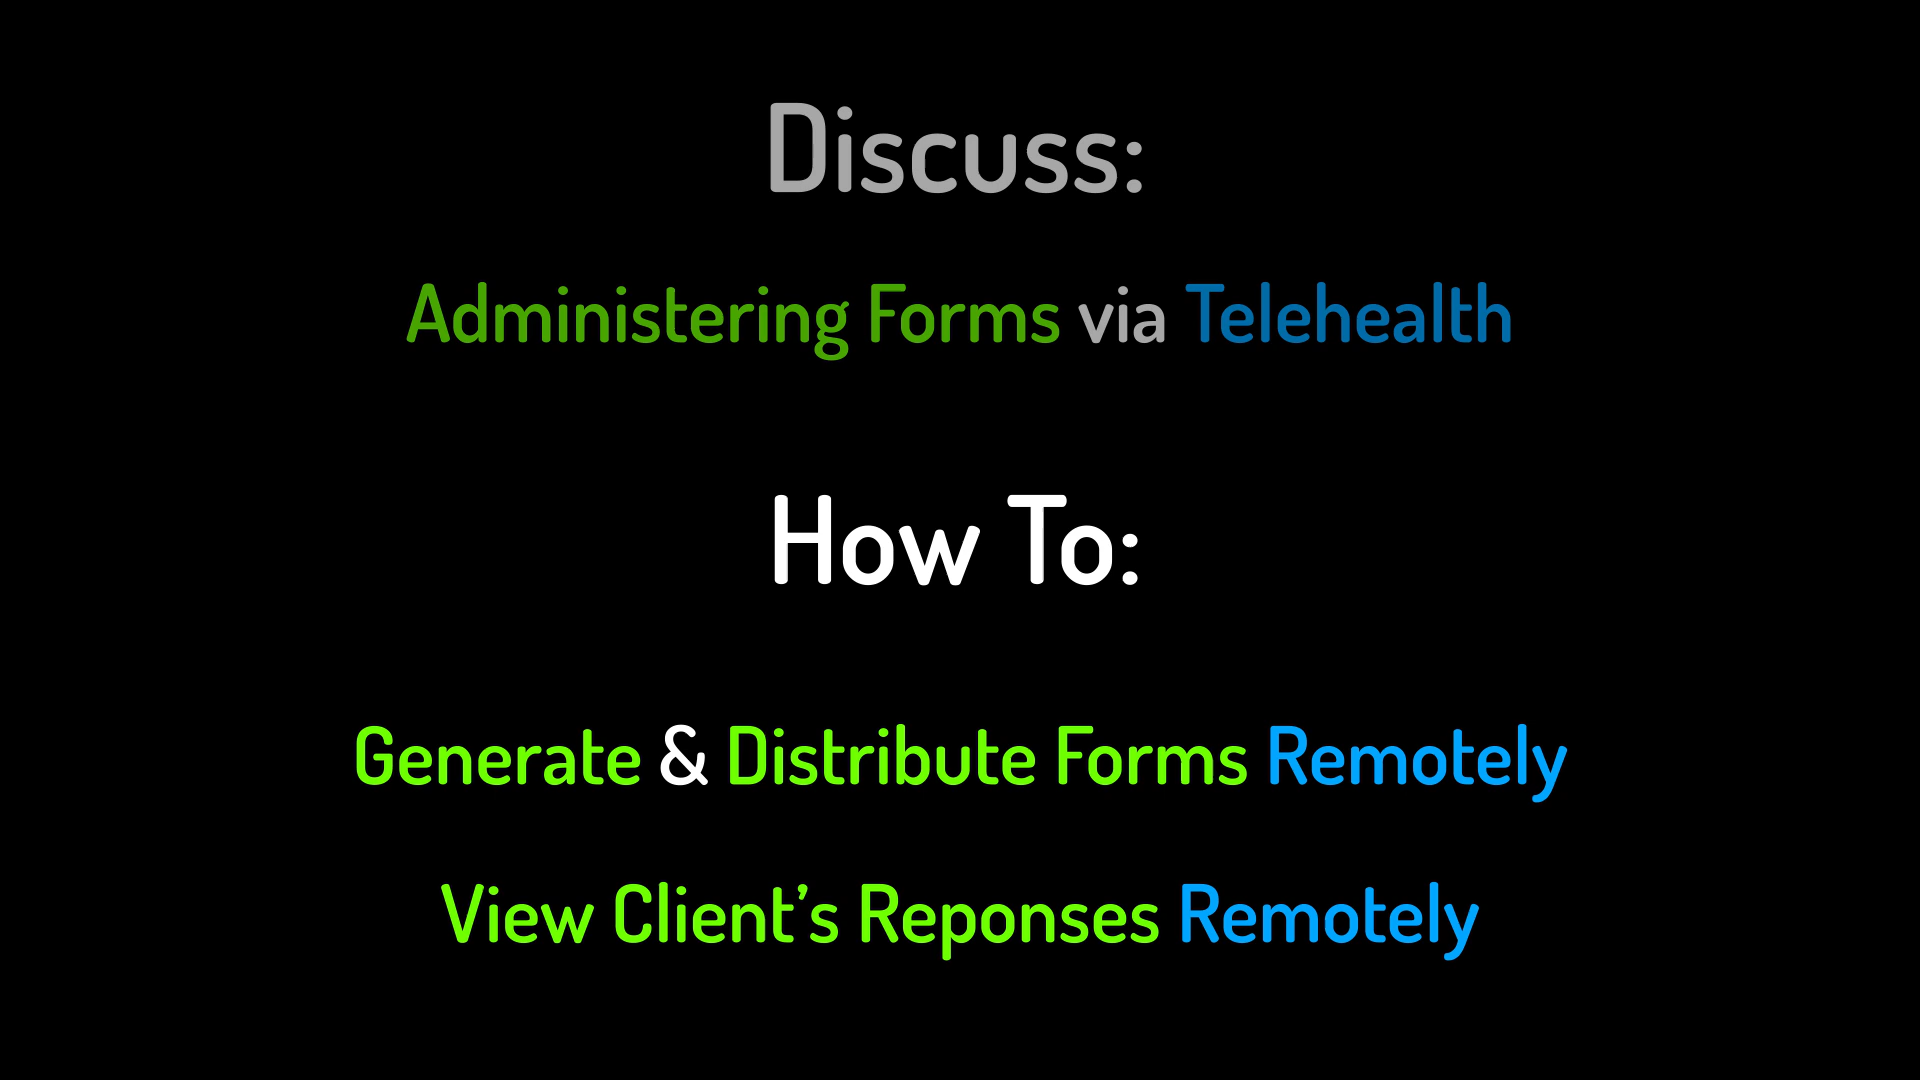 Discuss:
Administering Forms via Telehealth
How To:
Generate & Distribute Forms Remotely
View Client’s Reponses Remotely